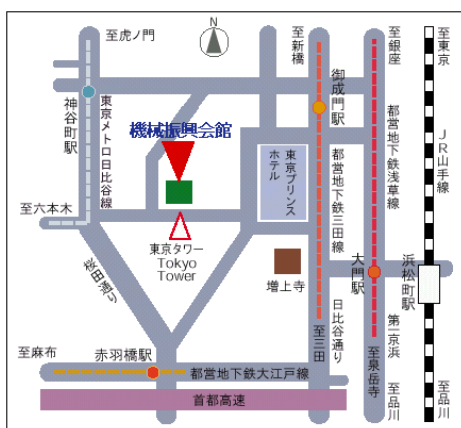 N
至虎ノ門
至新橋
至銀座
至東京
神谷町駅
東京メトロ日比谷線
機械振興会館
御成門駅
都営地下鉄三田線
都営地下鉄浅草線
JR山手線
東京プリンス
ホテル
至六本木
東京タワー
Tokyo
Tower
桜田通り
増上寺
大門駅
浜松町駅
日比谷通り
第一京浜
至三田
至泉岳寺
至品川
至品川
至麻布
赤羽橋駅
都営地下鉄大江戸線
首都高速